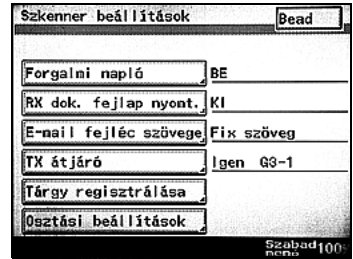 Szkenner beállítások
Bead
Forgalmi napló BE
RX dok. fejlap nyomt. KI
E-mail fejléc szövege Fix szöveg
TX átjáró Igen G3-1
Tárgy regisztrálása
Osztási beállítások
Szabad memo 100%